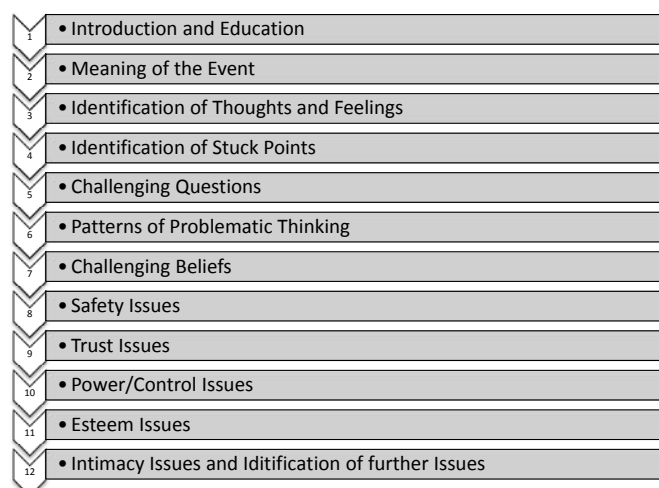 1 • Introduction and Education
2 • Meaning of the Event
3 • Identification of Thoughts and Feelings
4 • Identification of Stuck Points
5 • Challenging Questions
6 • Patterns of Problematic Thinking
7 • Challenging Beliefs
8 • Safety Issues
9 • Trust Issues
10 • Power/Control Issues
11 • Esteem Issues
12 • Intimacy Issues and Iditification of further Issues